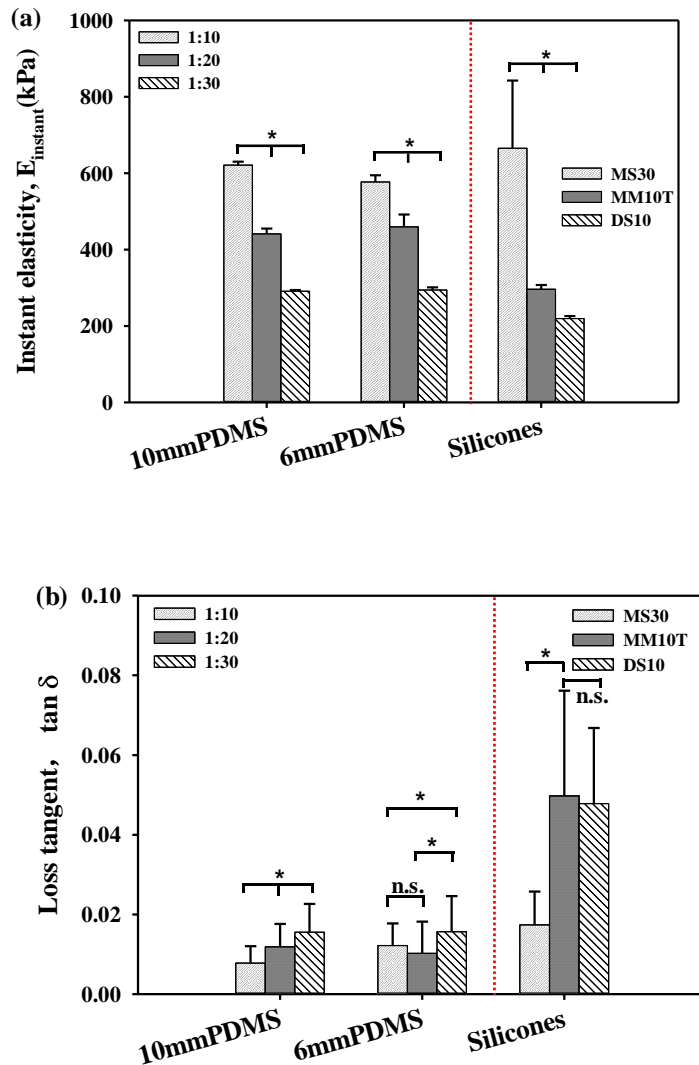 (a)
1000
800
600
400
200
0
Instant elasticity, E_instant(kPa)
1:10
1:20
1:30
*
*
*
MS30
MM10T
DS10
10mmPDMS
6mmPDMS
Silicones
(b)
0.10
0.08
0.06
0.04
0.02
0.00
Loss tangent, tan δ
1:10
1:20
1:30
MS30
MM10T
DS10
*
n.s.
*
*
n.s.
*
10mmPDMS
6mmPDMS
Silicones